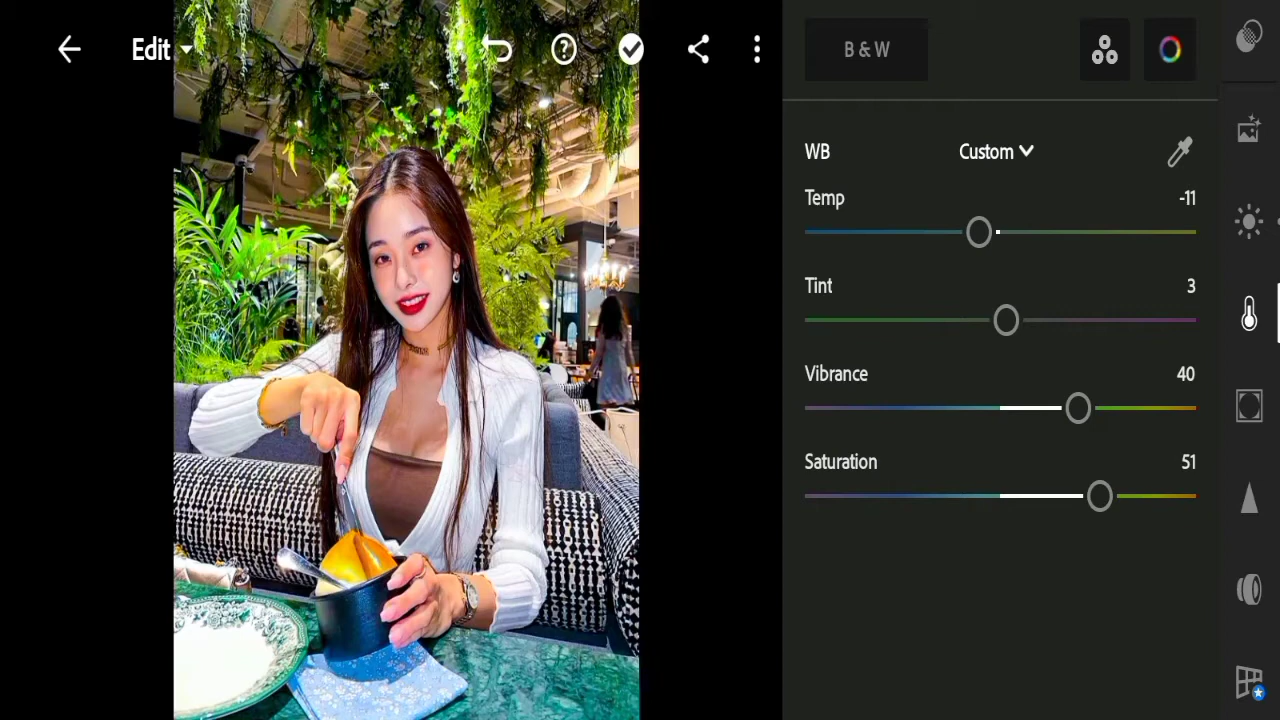 Edit
B & W
WB
Custom
Temp
-11
Tint
3
Vibrance
40
Saturation
51